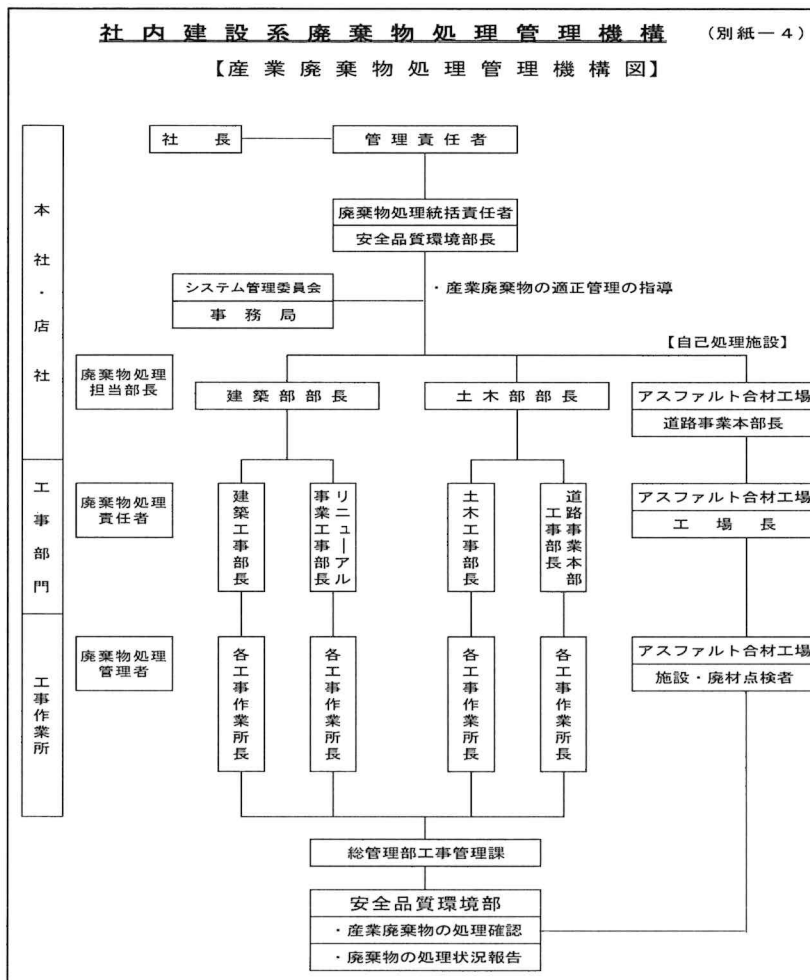 社内建設系廃棄物処理管理機構
(別紙－4)
【産業廃棄物処理管理機構図】
社長
管理責任者
廃棄物処理統括責任者
安全品質環境部長
システム管理委員会
事務局
・産業廃棄物の適正管理の指導
【自己処理施設】
本社・店社
廃棄物処理
担当部長
建築部部長
土木部部長
アスファルト合材工場
道路事業本部長
工事部門
廃棄物処理
責任者
建築工事部長
リニューアル
事業工事部長
土木工事部長
道路事業本部
工事部長
アスファルト合材工場
工場長
工事作業所
廃棄物処理
管理者
各工事作業所長
各工事作業所長
各工事作業所長
各工事作業所長
アスファルト合材工場
施設・廃材点検者
総管理部工事管理課
安全品質環境部
・産業廃棄物の処理確認
・廃棄物の処理状況報告